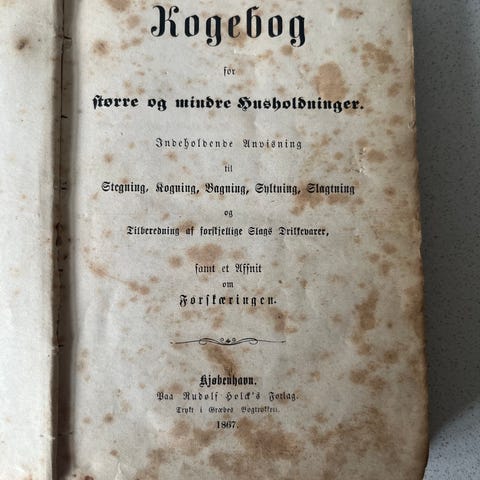 Kogebog
for
større og mindre Husholdninger.
Indeholdende Anvisning
til
Stegning, Kogning, Bagning, Syltning, Slagtning
og
Tilberedning af forskjellige Slags Drikkevarer,
samt et Afsnit
om
Forskæringen.
Kjøbenhavn.
Paa Rudolf Holck's Forlag.
Trykt i Græbes Bogtrykkeri.
1867.